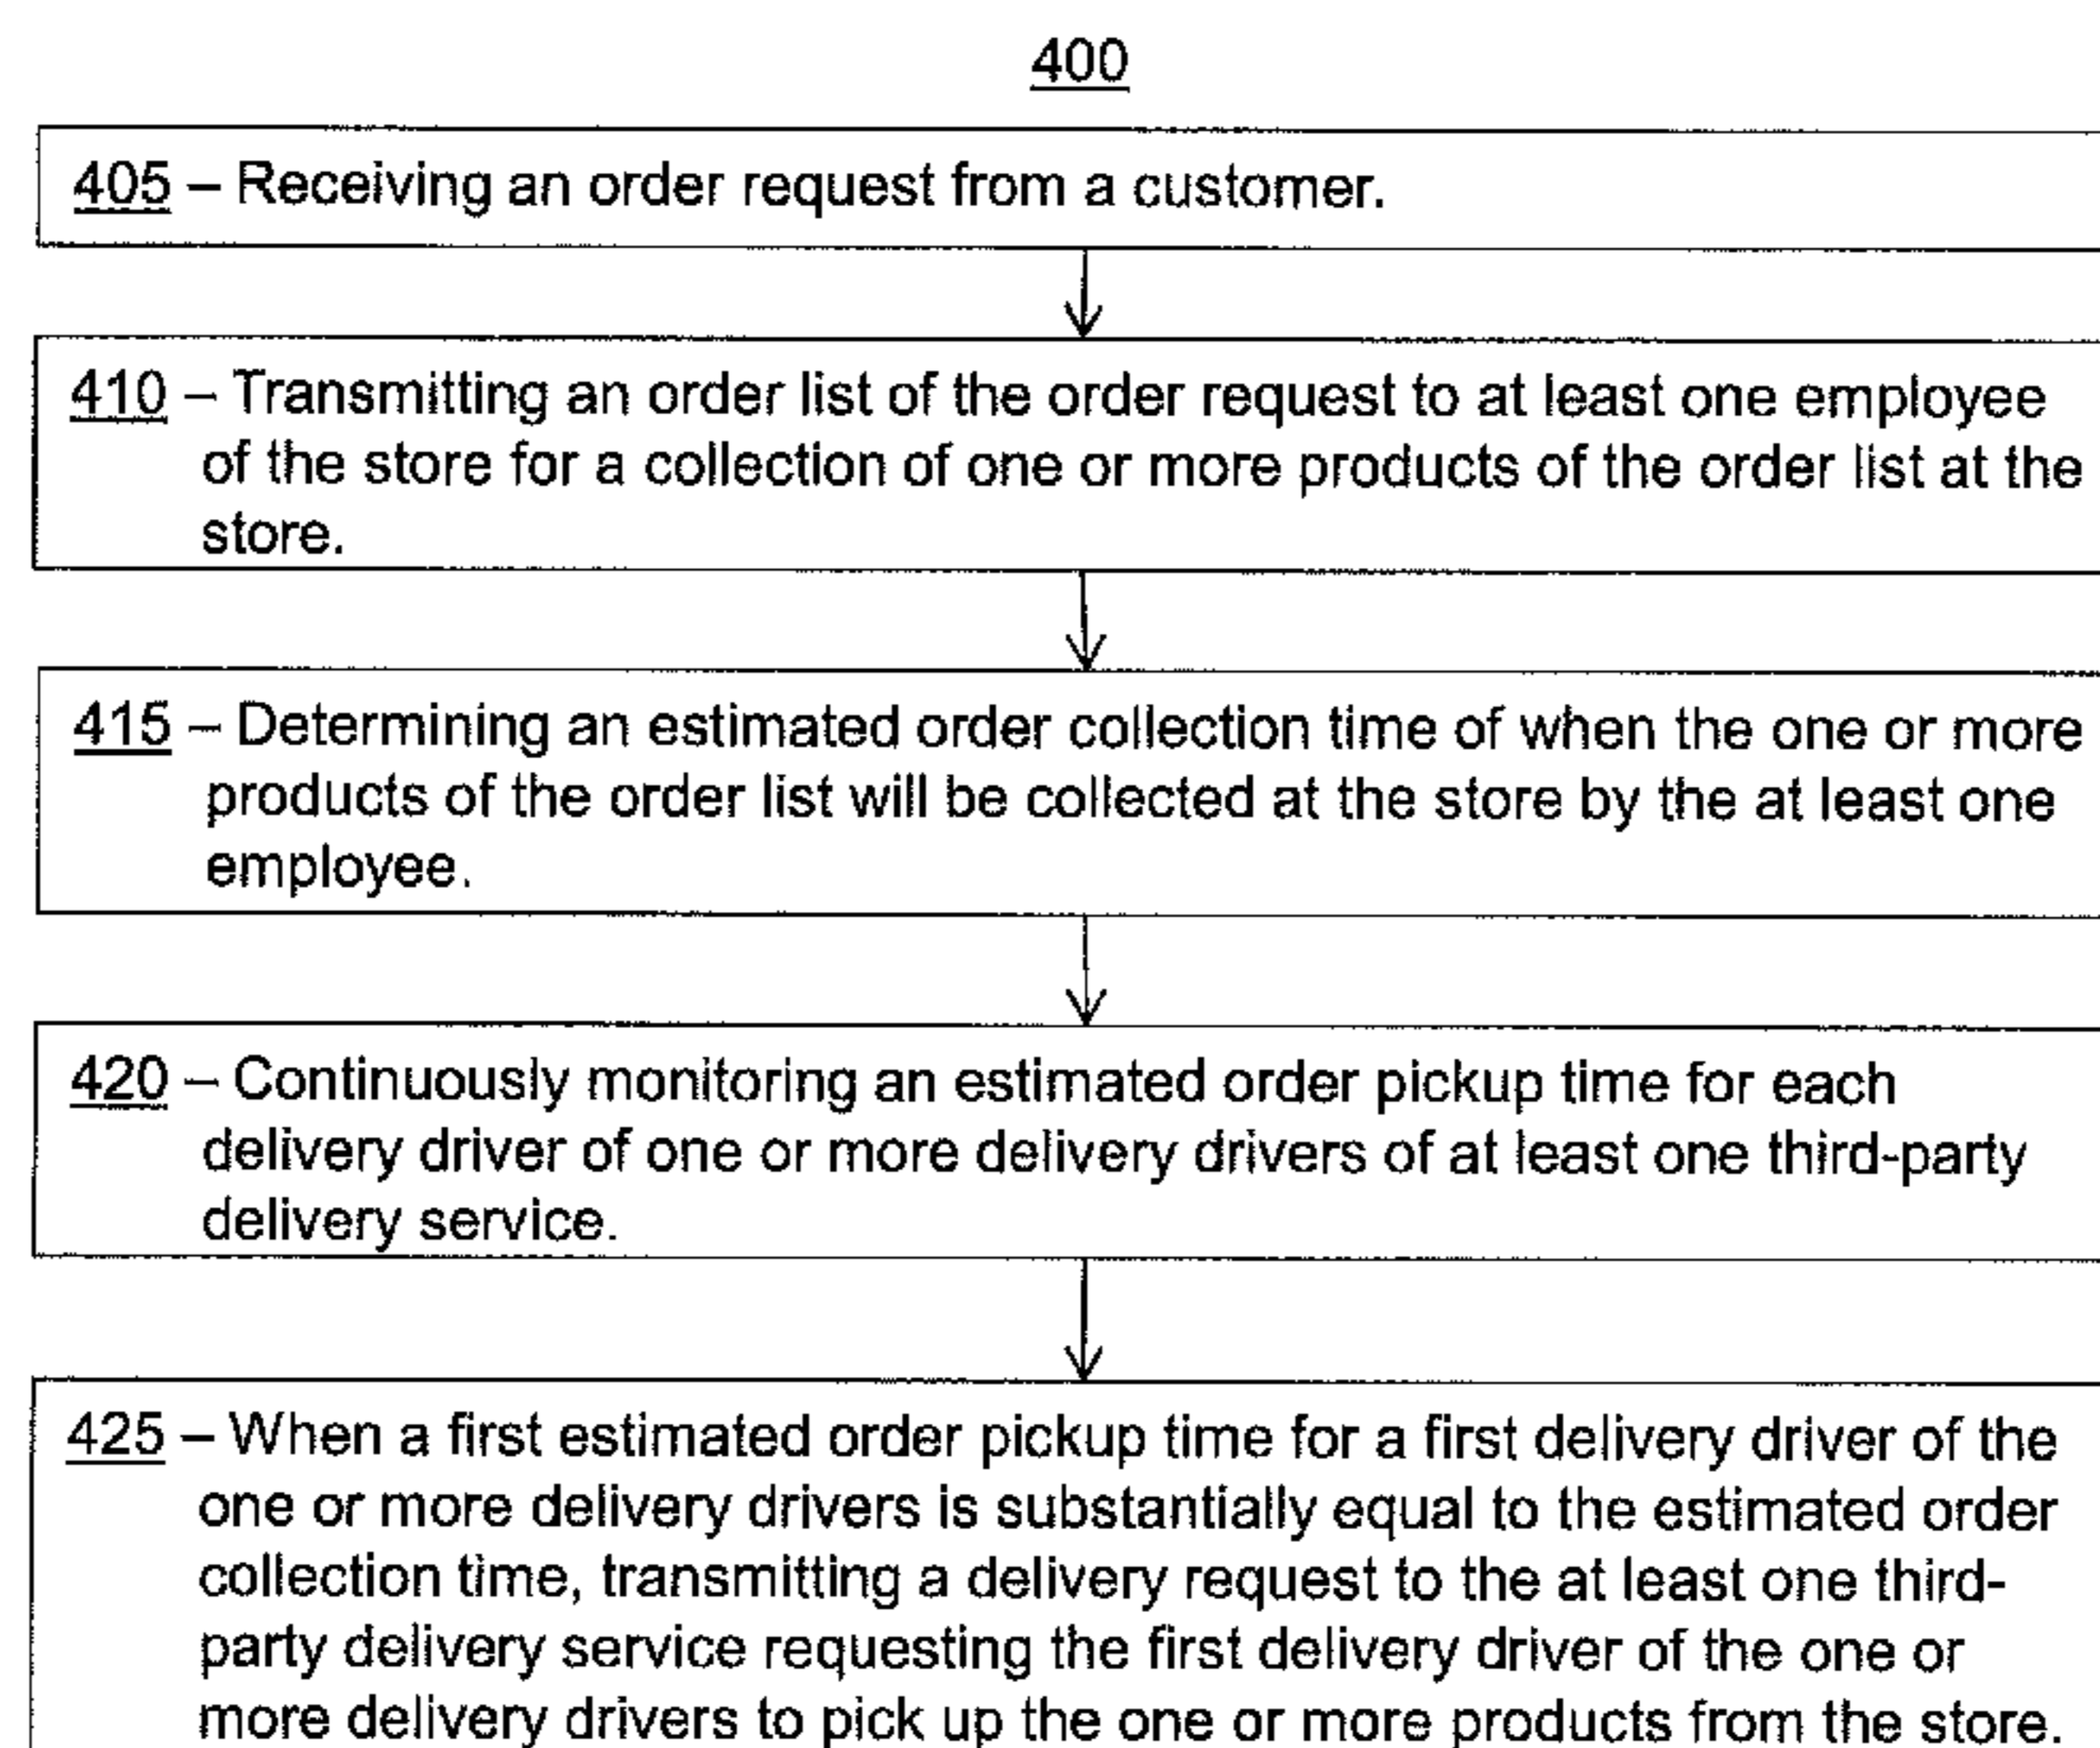 400
405 – Receiving an order request from a customer.
410 – Transmitting an order list of the order request to at least one employee
of the store for a collection of one or more products of the order list at the
store.
415 – Determining an estimated order collection time of when the one or more
products of the order list will be collected at the store by the at least one
employee.
420 – Continuously monitoring an estimated order pickup time for each
delivery driver of one or more delivery drivers of at least one third-party
delivery service.
425 – When a first estimated order pickup time for a first delivery driver of the
one or more delivery drivers is substantially equal to the estimated order
collection time, transmitting a delivery request to the at least one third-
party delivery service requesting the first delivery driver of the one or
more delivery drivers to pick up the one or more products from the store.